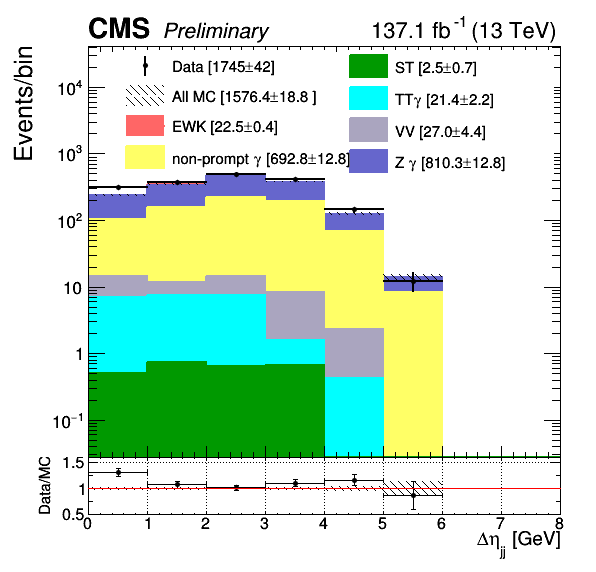 CMS Preliminary 137.1 fb⁻¹ (13 TeV)
Events/bin
Data [1745±42]
All MC [1576.4±18.8 ]
EWK [22.5±0.4]
non-prompt γ [692.8±12.8]
ST [2.5±0.7]
TTγ [21.4±2.2]
VV [27.0±4.4]
Z γ [810.3±12.8]
10⁴
10³
10²
10
1
10⁻¹
Data/MC
1.5
1
0.5
0 1 2 3 4 5 6 7 8
Δη_jj [GeV]